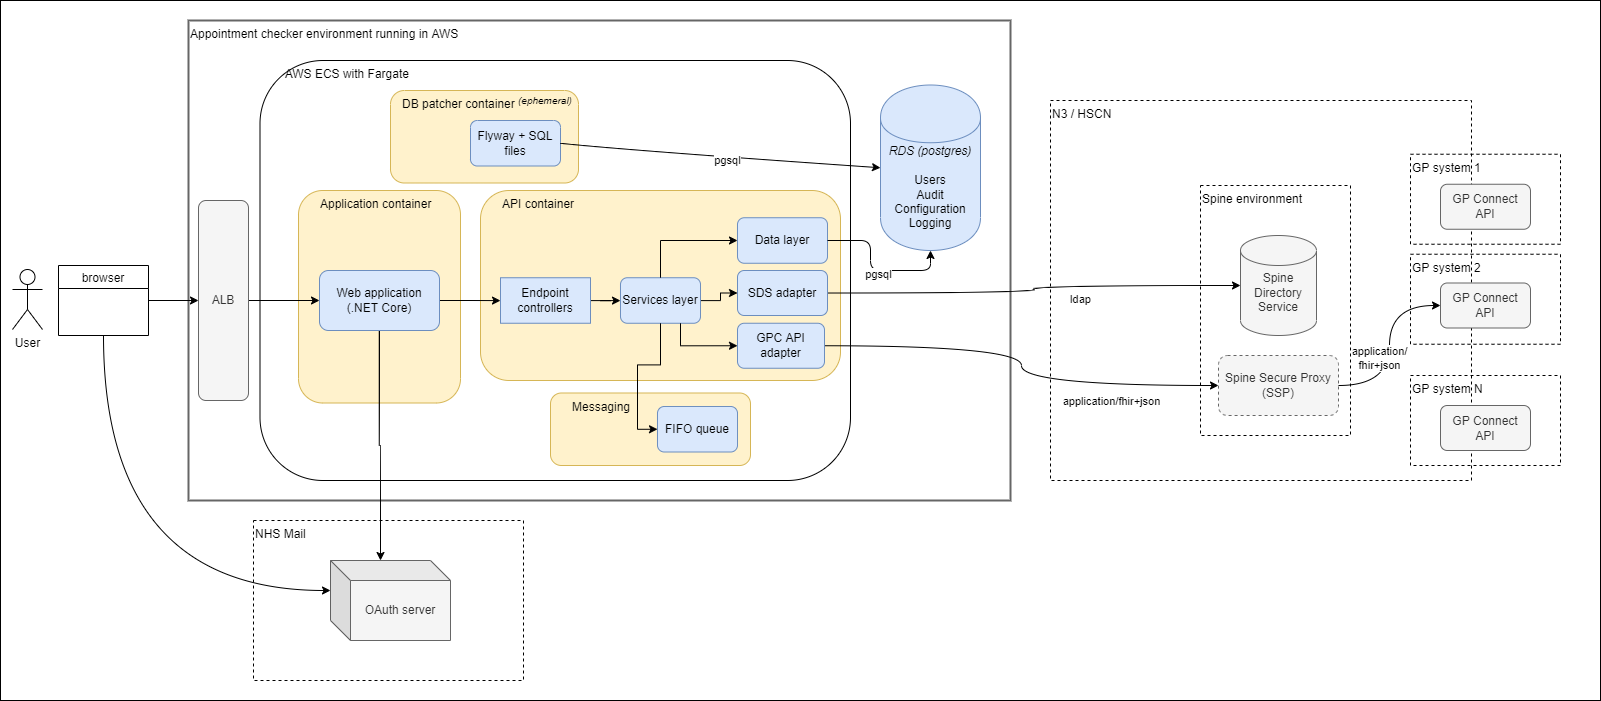 Appointment checker environment running in AWS
AWS ECS with Fargate
DB patcher container (ephemeral)
Flyway + SQL
files
pgsql
RDS (postgres)
Users
Audit
Configuration
Logging
Application container
API container
Web application
(.NET Core)
Endpoint
controllers
Services layer
Data layer
pgsql
SDS adapter
GPC API
adapter
Messaging
FIFO queue
User
browser
ALB
NHS Mail
OAuth server
ldap
application/fhir+json
N3 / HSCN
Spine environment
Spine
Directory
Service
Spine Secure Proxy
(SSP)
application/
fhir+json
GP system 1
GP Connect
API
GP system 2
GP Connect
API
GP system N
GP Connect
API